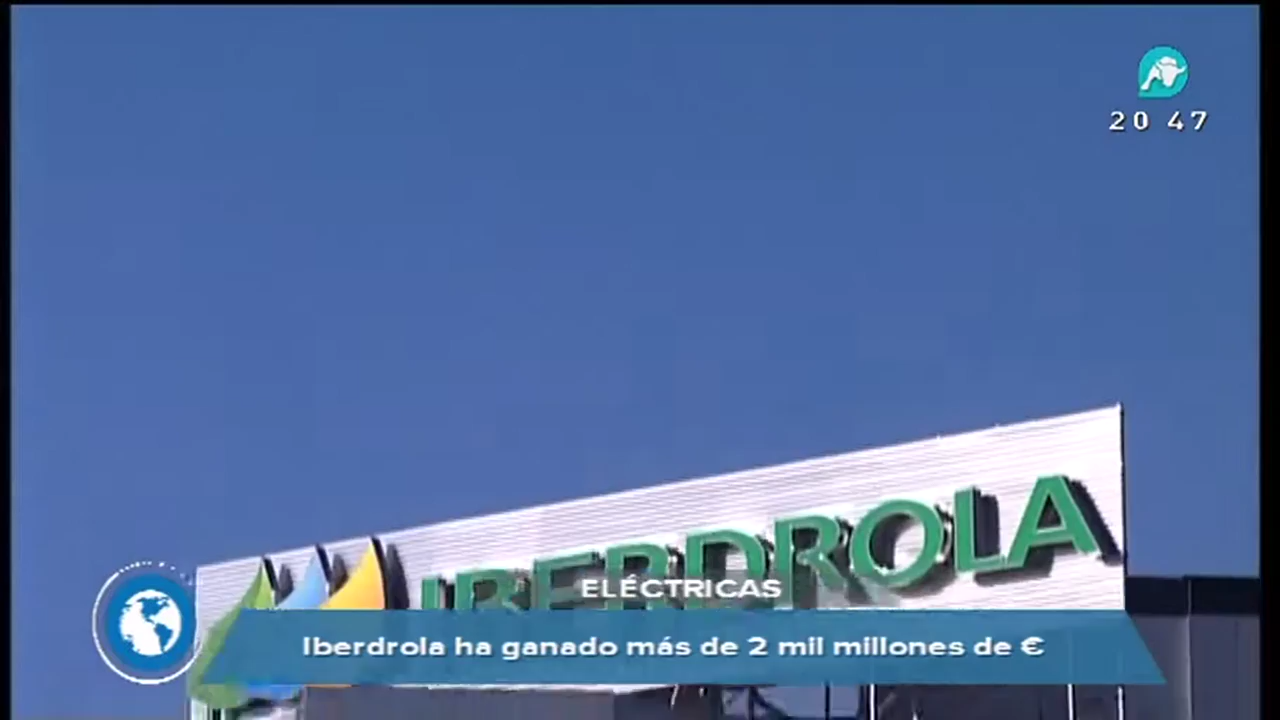 20 47
IBERDROLA
ELÉCTRICAS
Iberdrola ha ganado más de 2 mil millones de €